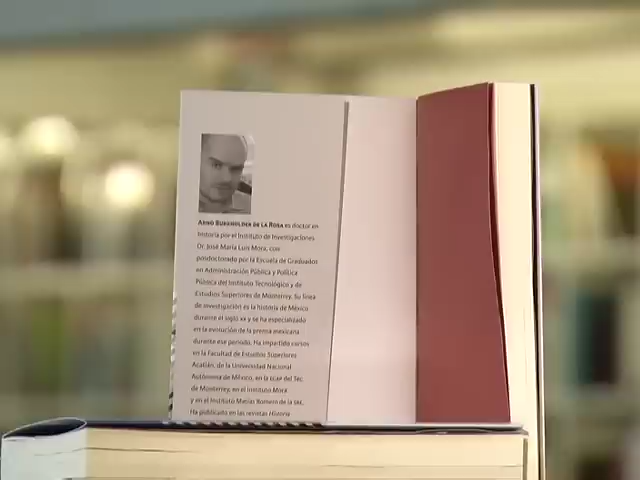 Arno Burkholder de la Rosa es doctor en
historia por el Instituto de Investigaciones
Dr. José María Luis Mora, con
posdoctorado por la Escuela de Graduados
en Administración Pública y Política
Pública del Instituto Tecnológico y de
Estudios Superiores de Monterrey. Su línea
de investigación es la historia de México
durante el siglo xx y se ha especializado
en la evolución de la prensa mexicana
durante ese periodo. Ha impartido cursos
en la Facultad de Estudios Superiores
Acatlán, de la Universidad Nacional
Autónoma de México, en la EGAP del Tec
de Monterrey, en el Instituto Mora
y en el Instituto Matías Romero de la SRE.
Ha publicado en las revistas Historia